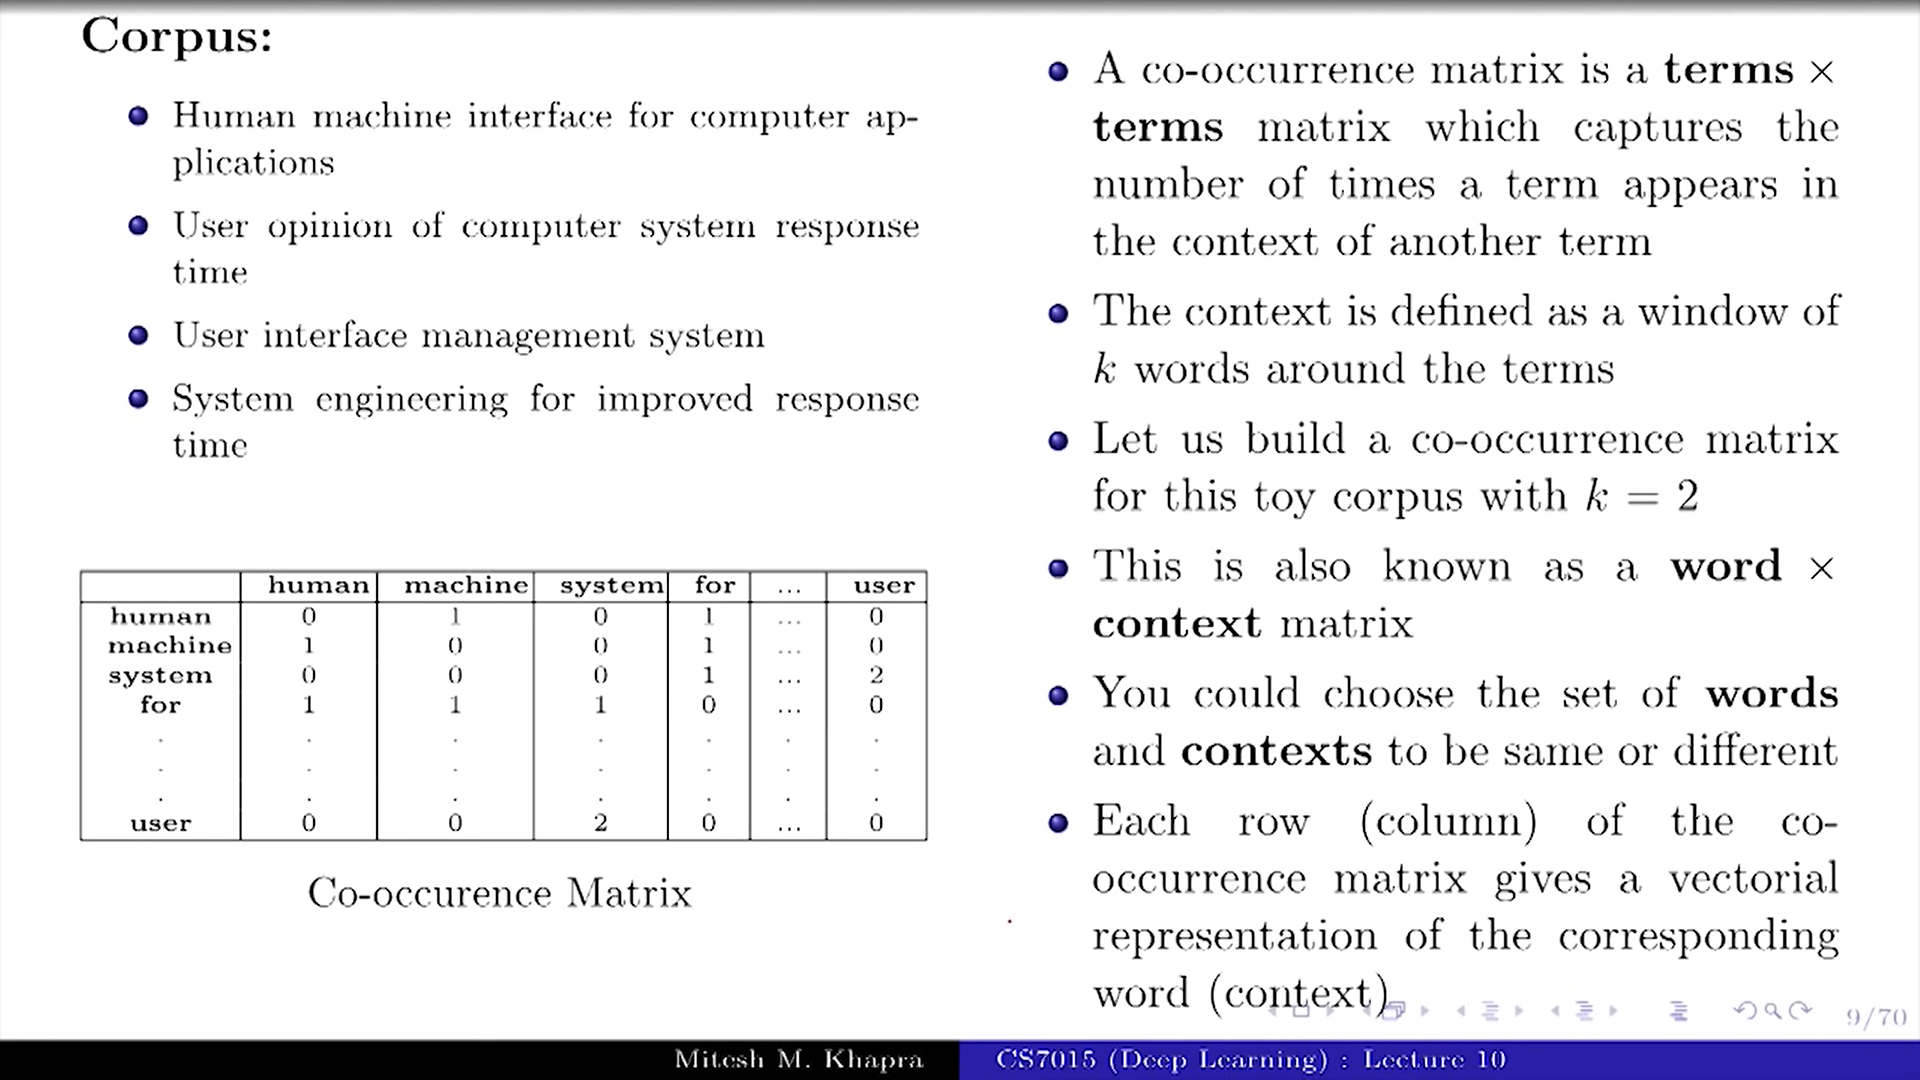 Corpus:
Human machine interface for computer ap-
plications
User opinion of computer system response
time
User interface management system
System engineering for improved response
time
human machine system for ... user
human 0 1 0 1 ... 0
machine 1 0 0 1 ... 0
system 0 0 0 1 ... 2
for 1 1 1 0 ... 0
. . . . . . .
. . . . . . .
. . . . . . .
user 0 0 2 0 ... 0
Co-occurence Matrix
A co-occurrence matrix is a terms ×
terms matrix which captures the
number of times a term appears in
the context of another term
The context is defined as a window of
k words around the terms
Let us build a co-occurrence matrix
for this toy corpus with k = 2
This is also known as a word ×
context matrix
You could choose the set of words
and contexts to be same or different
Each row (column) of the co-
occurrence matrix gives a vectorial
representation of the corresponding
word (context)
9/70
Mitesh M. Khapra
CS7015 (Deep Learning) : Lecture 10